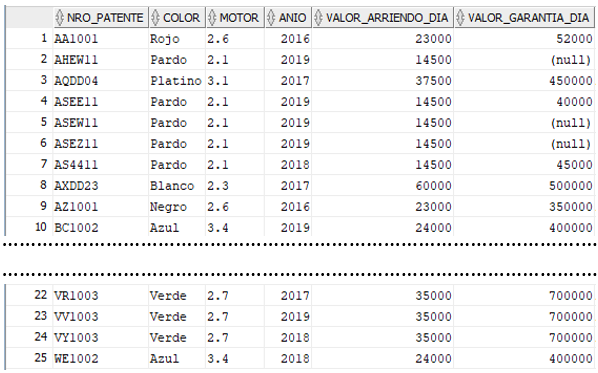 NRO_PATENTE COLOR MOTOR ANIO VALOR_ARRIENDO_DIA VALOR_GARANTIA_DIA
1 AA1001 Rojo 2.6 2016 23000 52000
2 AHEW11 Pardo 2.1 2019 14500 (null)
3 AQDD04 Platino 3.1 2017 37500 450000
4 ASEE11 Pardo 2.1 2019 14500 40000
5 ASEW11 Pardo 2.1 2019 14500 (null)
6 ASEZ11 Pardo 2.1 2019 14500 (null)
7 AS4411 Pardo 2.1 2018 14500 45000
8 AXDD23 Blanco 2.3 2017 60000 500000
9 AZ1001 Negro 2.6 2016 23000 350000
10 BC1002 Azul 3.4 2019 24000 400000
22 VR1003 Verde 2.7 2017 35000 700000
23 VV1003 Verde 2.7 2019 35000 700000
24 VY1003 Verde 2.7 2018 35000 700000
25 WE1002 Azul 3.4 2018 24000 400000